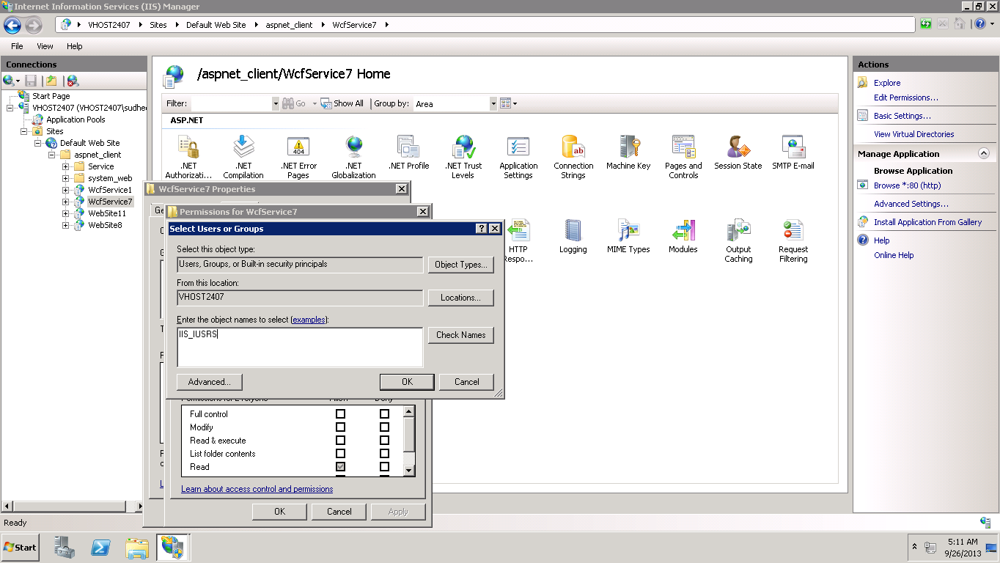 Internet Information Services (IIS) Manager
VHOST2407 Sites Default Web Site aspnet_client WcfService7
File View Help
Connections
Start Page
VHOST2407 (VHOST2407\sudhe
Application Pools
Sites
Default Web Site
aspnet_client
Service
system_web
WcfService1
WcfService7
WebSite11
WebSite8
/aspnet_client/WcfService7 Home
Filter: Go Show All Group by: Area
ASP.NET
.NET Authorizati...
.NET Compilation
.NET Error Pages
.NET Globalization
.NET Profile
.NET Trust Levels
Application Settings
Connection Strings
Machine Key
Pages and Controls
Session State
SMTP E-mail
HTTP Respo...
Logging
MIME Types
Modules
Output Caching
Request Filtering
WcfService7 Properties
Ge
Permissions for WcfService7
Select Users or Groups
Select this object type:
Users, Groups, or Built-in security principals
Object Types...
From this location:
VHOST2407
Locations...
Enter the object names to select (examples):
IIS_IUSRS
Check Names
Advanced... OK Cancel
Full control
Modify
Read & execute
List folder contents
Read
Learn about access control and permissions
OK Cancel Apply
Actions
Explore
Edit Permissions...
Basic Settings...
View Virtual Directories
Manage Application
Browse Application
Browse *:80 (http)
Advanced Settings...
Install Application From Gallery
Help
Online Help
Ready
Start
5:11 AM
9/26/2013